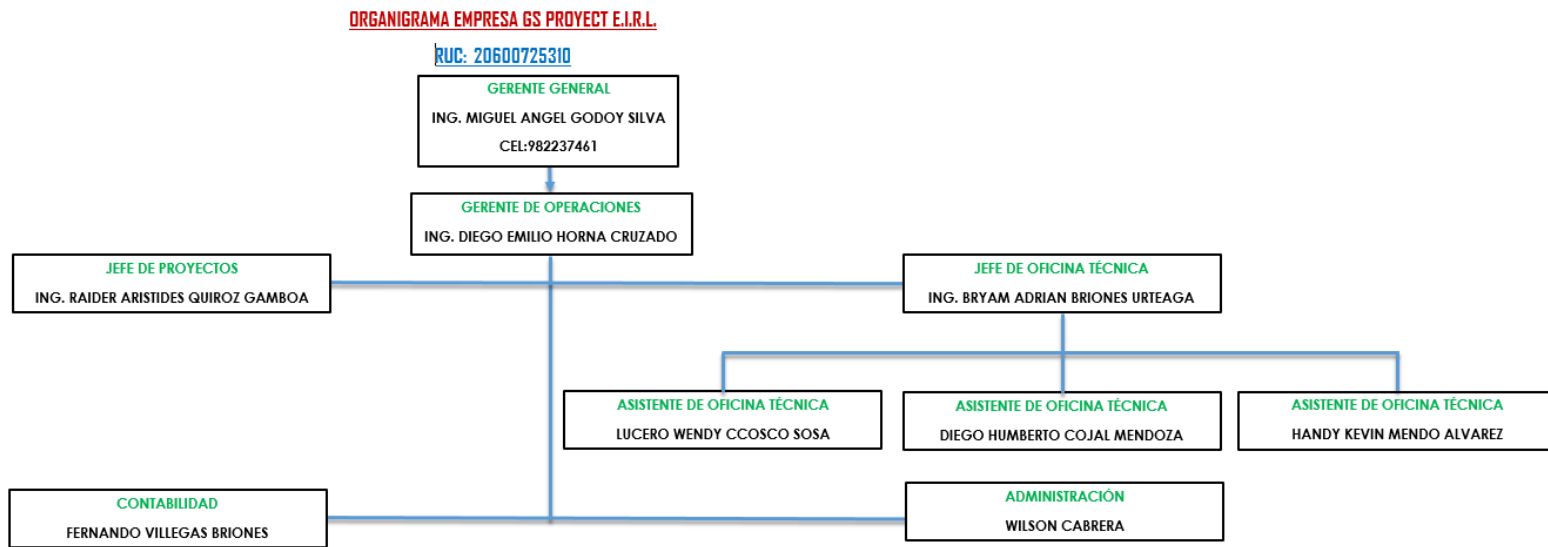 ORGANIGRAMA EMPRESA GS PROYECT E.I.R.L.
RUC: 20600725310
GERENTE GENERAL
ING. MIGUEL ANGEL GODOY SILVA
CEL:982237461
GERENTE DE OPERACIONES
ING. DIEGO EMILIO HORNA CRUZADO
JEFE DE PROYECTOS
ING. RAIDER ARISTIDES QUIROZ GAMBOA
JEFE DE OFICINA TÉCNICA
ING. BRYAM ADRIAN BRIONES URTEAGA
ASISTENTE DE OFICINA TÉCNICA
LUCERO WENDY CCOSCO SOSA
ASISTENTE DE OFICINA TÉCNICA
DIEGO HUMBERTO COJAL MENDOZA
ASISTENTE DE OFICINA TÉCNICA
HANDY KEVIN MENDO ALVAREZ
CONTABILIDAD
FERNANDO VILLEGAS BRIONES
ADMINISTRACIÓN
WILSON CABRERA